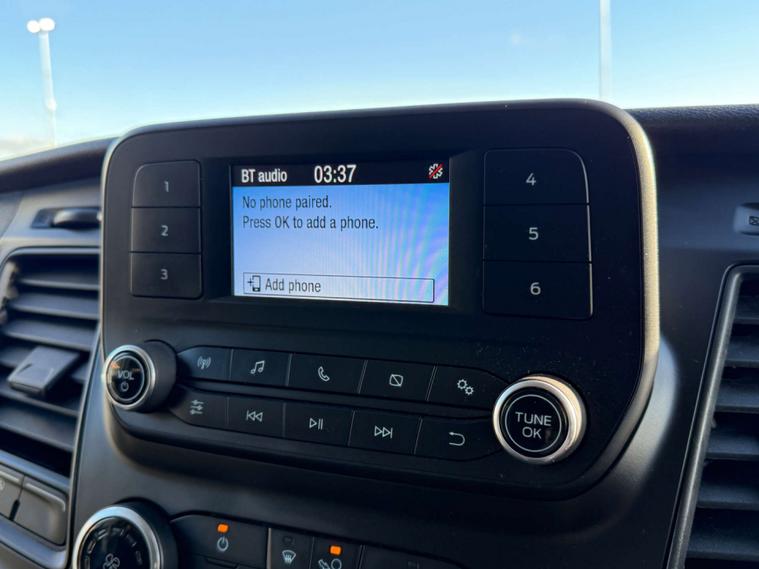 BT audio 03:37
No phone paired.
Press OK to add a phone.
Add phone
1
2
3
4
5
6
VOL
TUNE
OK